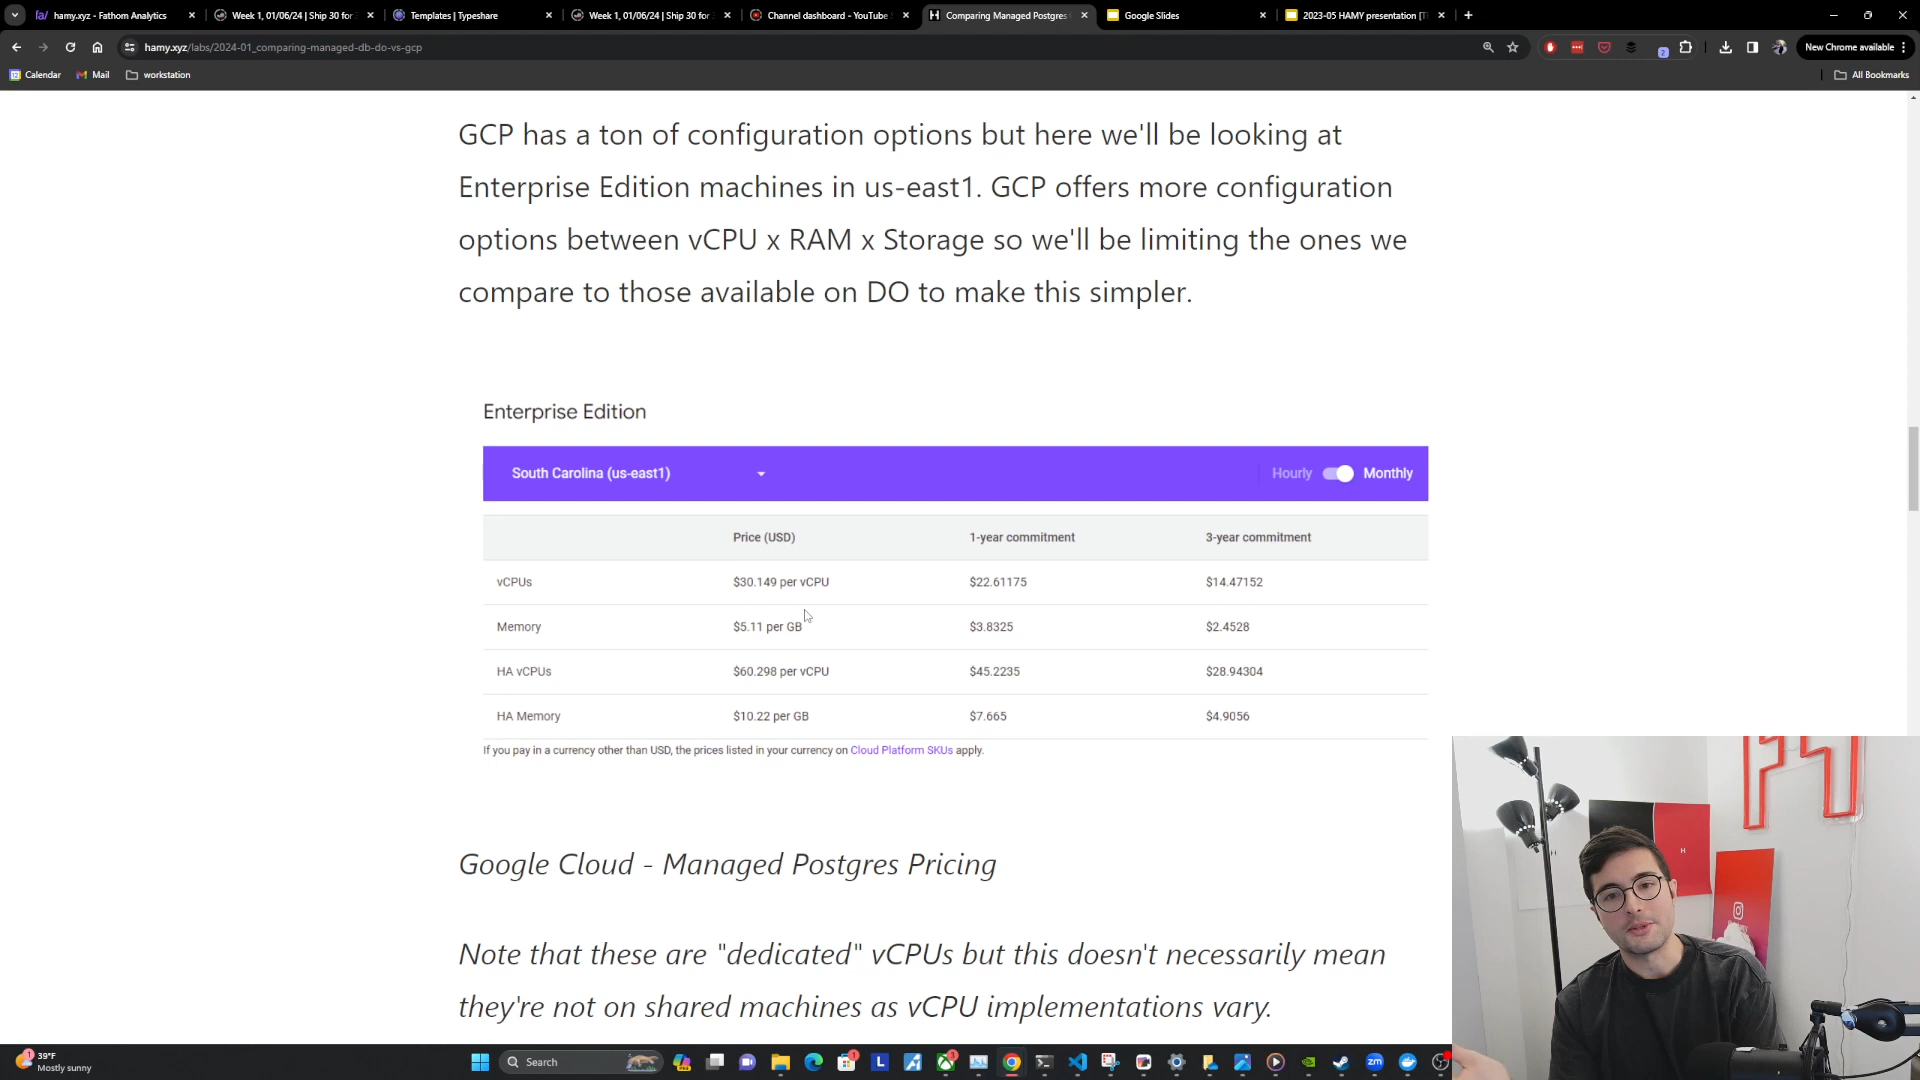 hamy.xyz - Fathom Analytics
Week 1, 01/06/24 | Ship 30 for
Templates | Typeshare
Week 1, 01/06/24 | Ship 30 for
Channel dashboard - YouTube
Comparing Managed Postgres
Google Slides
2023-05 HAMY presentation [T
hamy.xyz/labs/2024-01_comparing-managed-db-do-vs-gcp
New Chrome available
Calendar
Mail
workstation
All Bookmarks
GCP has a ton of configuration options but here we'll be looking at
Enterprise Edition machines in us-east1. GCP offers more configuration
options between vCPU x RAM x Storage so we'll be limiting the ones we
compare to those available on DO to make this simpler.
Enterprise Edition
South Carolina (us-east1)
Hourly Monthly
Price (USD) 1-year commitment 3-year commitment
vCPUs $30.149 per vCPU $22.61175 $14.47152
Memory $5.11 per GB $3.8325 $2.4528
HA vCPUs $60.298 per vCPU $45.2235 $28.94304
HA Memory $10.22 per GB $7.665 $4.9056
If you pay in a currency other than USD, the prices listed in your currency on Cloud Platform SKUs apply.
Google Cloud - Managed Postgres Pricing
Note that these are "dedicated" vCPUs but this doesn't necessarily mean
they're not on shared machines as vCPU implementations vary.
H
39°F
Mostly sunny
Search